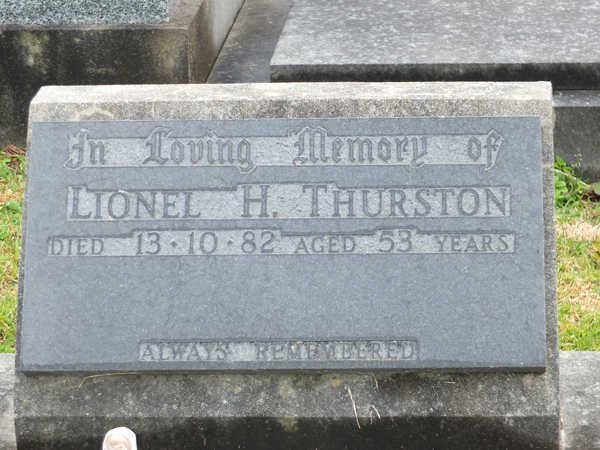 In Loving Memory of
LIONEL H. THURSTON
DIED 13·10·82 AGED 53 YEARS
ALWAYS REMEMBERED